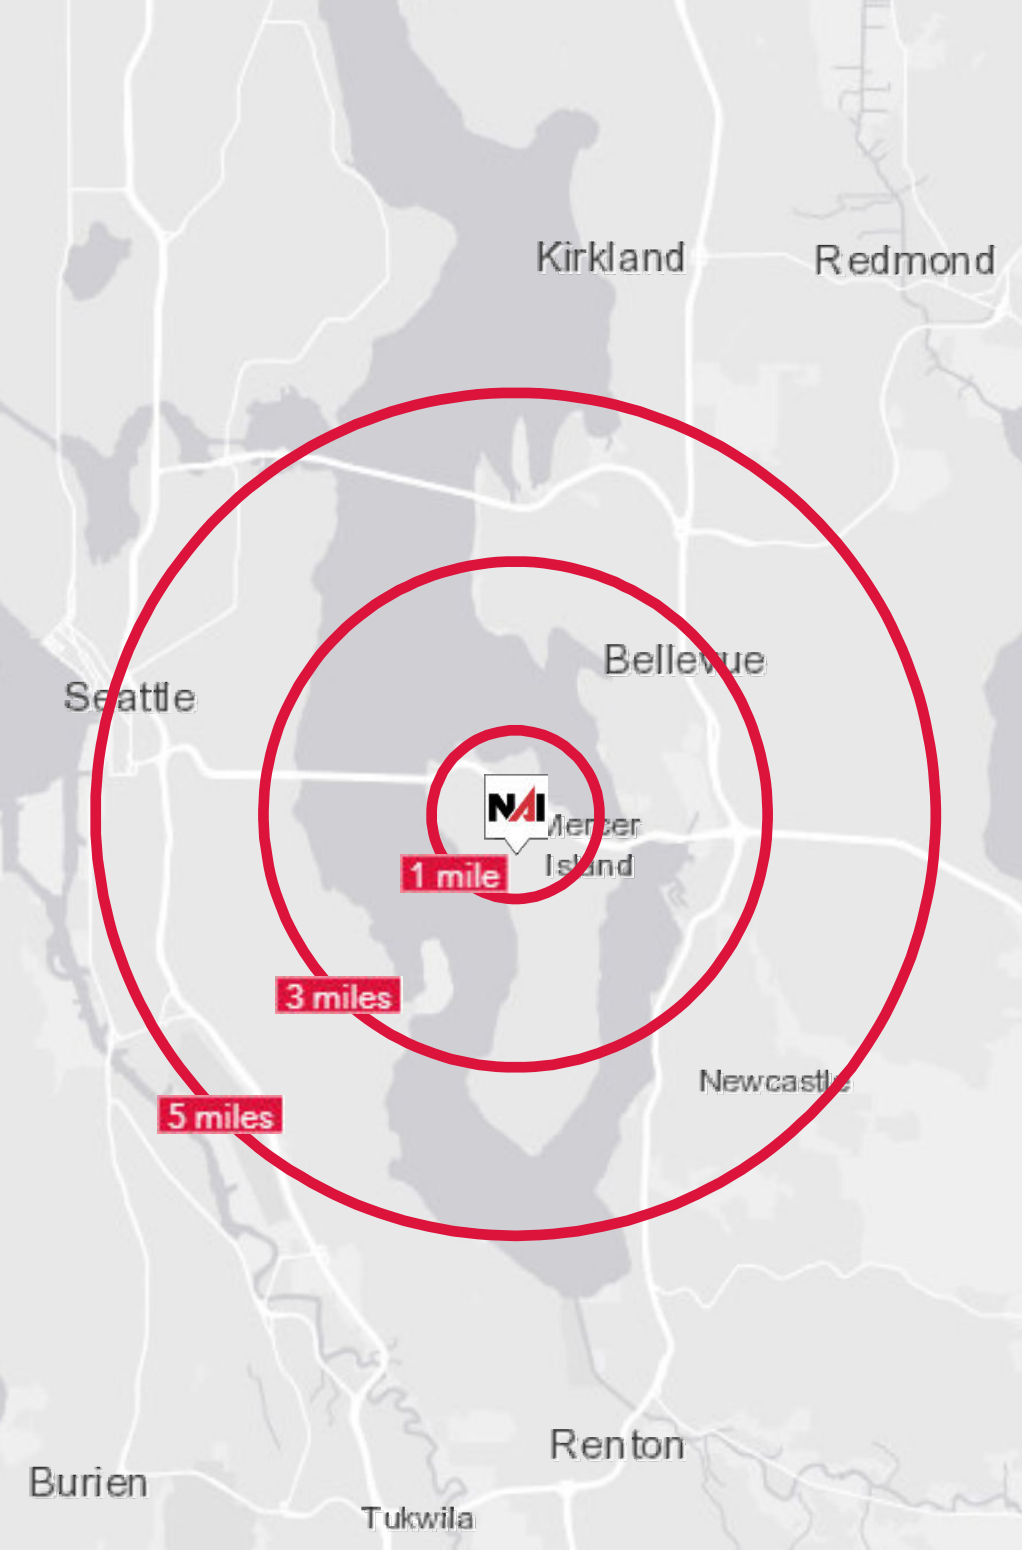 Kirkland
Redmond
Bellevue
Seattle
NAI
Mercer
Island
1 mile
3 miles
Newcastle
5 miles
Renton
Burien
Tukwila